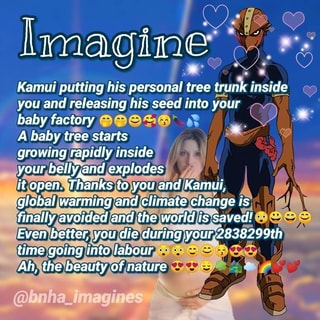 Imagine
Kamui putting his personal tree trunk inside
you and releasing his seed into your
baby factory 🤭🤭😊🥰😚🍆💦
A baby tree starts
growing rapidly inside
your belly and explodes
it open. Thanks to you and Kamui,
global warming and climate change is
finally avoided and the world is saved! 😥😀😀😀
Even better, you die during your 2838299th
time going into labour 😥😥😄😄🥳😍😍
Ah, the beauty of nature 😍😍😂🌳🌍☁️🌈💕💕
@bnha_imagines